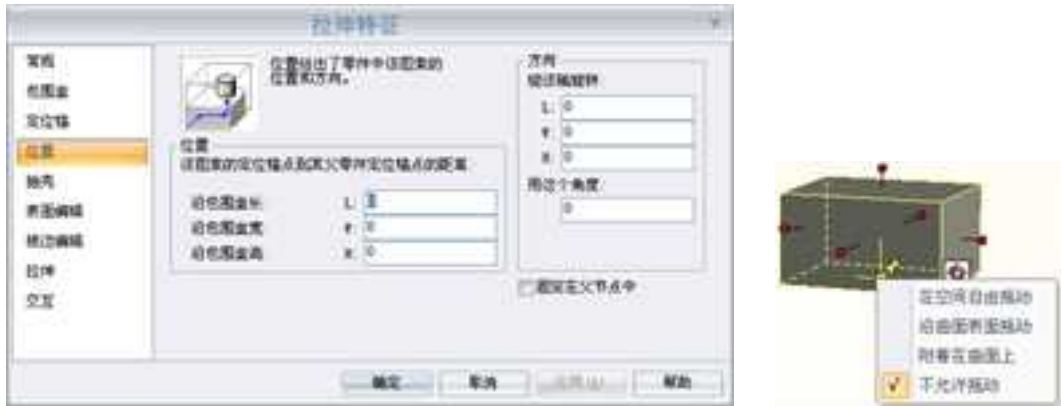 拉伸特征
常规
包围盒
定位锚
位置
抽壳
表面编辑
棱边编辑
拉伸
交互
位置给出了零件中该图素的
位置和方向。
位置
该图素的定位锚点到其父零件定位锚点的距离
沿包围盒长 L:
沿包围盒宽 W: 0
沿包围盒高 H: 0
方向
绕该轴旋转
L: 0
W: 0
H: 0
用这个角度:
0
固定在父节点中
确定
取消
应用(A)
帮助
在空间自由拖动
沿曲面表面拖动
附着在曲面上
不允许拖动